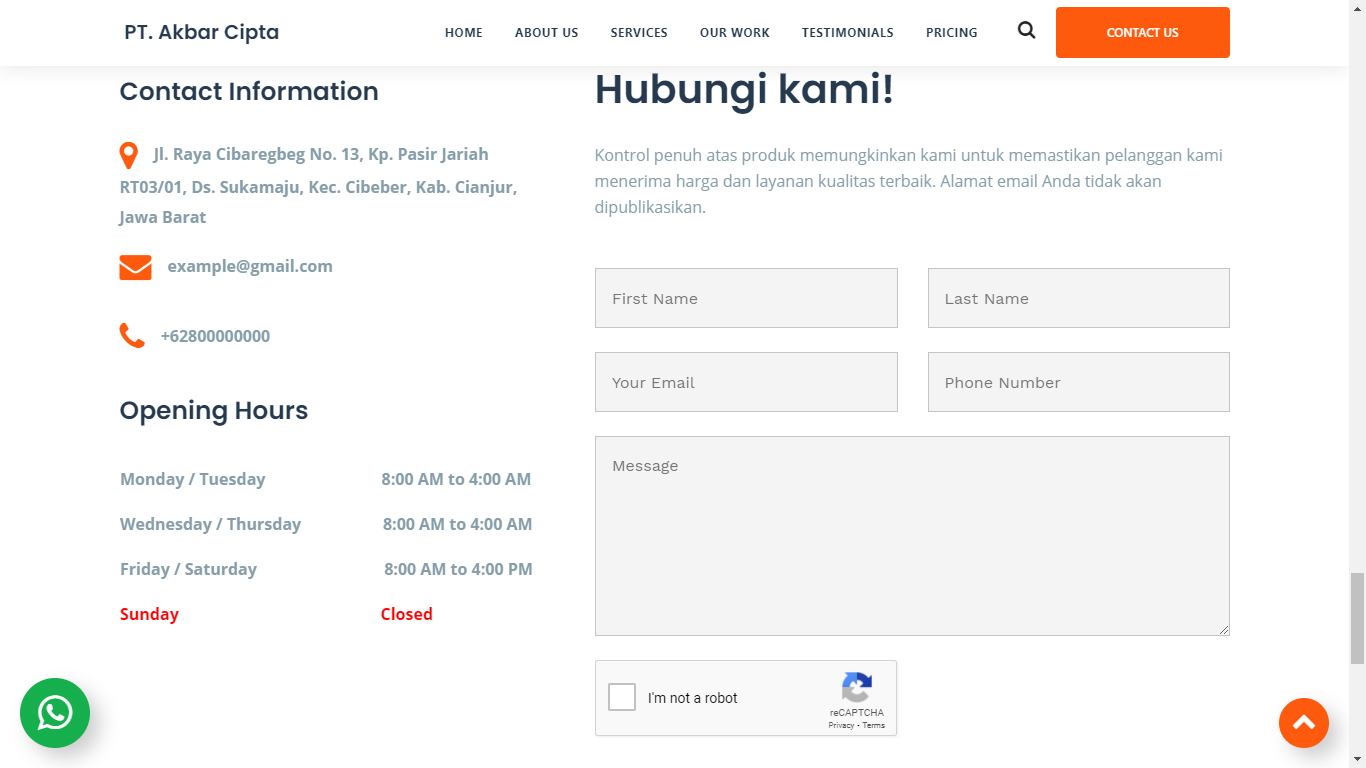 PT. Akbar Cipta
HOME
ABOUT US
SERVICES
OUR WORK
TESTIMONIALS
PRICING
CONTACT US
Contact Information
Jl. Raya Cibaregbeg No. 13, Kp. Pasir Jariah
RT03/01, Ds. Sukamaju, Kec. Cibeber, Kab. Cianjur,
Jawa Barat
example@gmail.com
+62800000000
Opening Hours
Monday / Tuesday 8:00 AM to 4:00 AM
Wednesday / Thursday 8:00 AM to 4:00 AM
Friday / Saturday 8:00 AM to 4:00 PM
Sunday Closed
Hubungi kami!
Kontrol penuh atas produk memungkinkan kami untuk memastikan pelanggan kami
menerima harga dan layanan kualitas terbaik. Alamat email Anda tidak akan
dipublikasikan.
First Name
Last Name
Your Email
Phone Number
Message
I'm not a robot
reCAPTCHA
Privacy - Terms